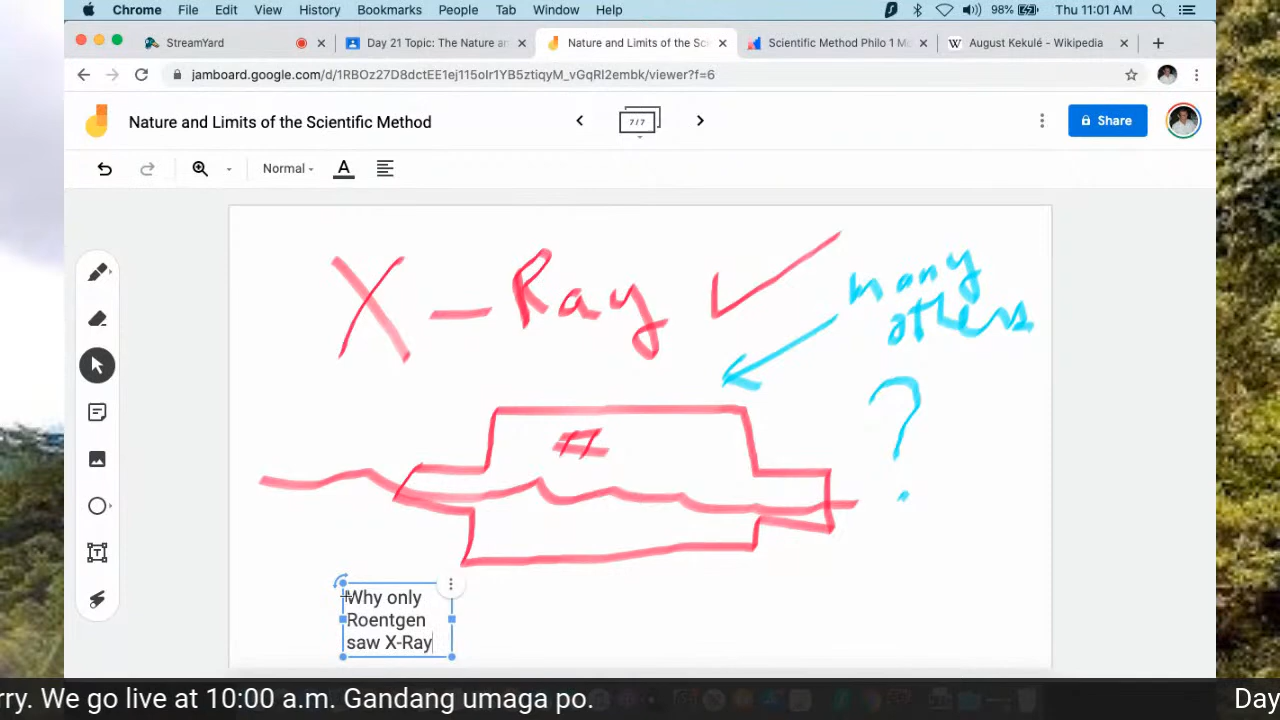 Chrome File Edit View History Bookmarks People Tab Window Help 98% Thu 11:01 AM
StreamYard Day 21 Topic: The Nature an Nature and Limits of the Sci Scientific Method Philo 1 M August Kekulé - Wikipedia
jamboard.google.com/d/1RBOz27D8dctEE1ej115oIr1YB5ztiqyM_vGqRI2embk/viewer?f=6
Nature and Limits of the Scientific Method 7/7 Share
Normal A
X-Ray
many
others
?
Why only
Roentgen
saw X-Ray
rry. We go live at 10:00 a.m. Gandang umaga po. Day